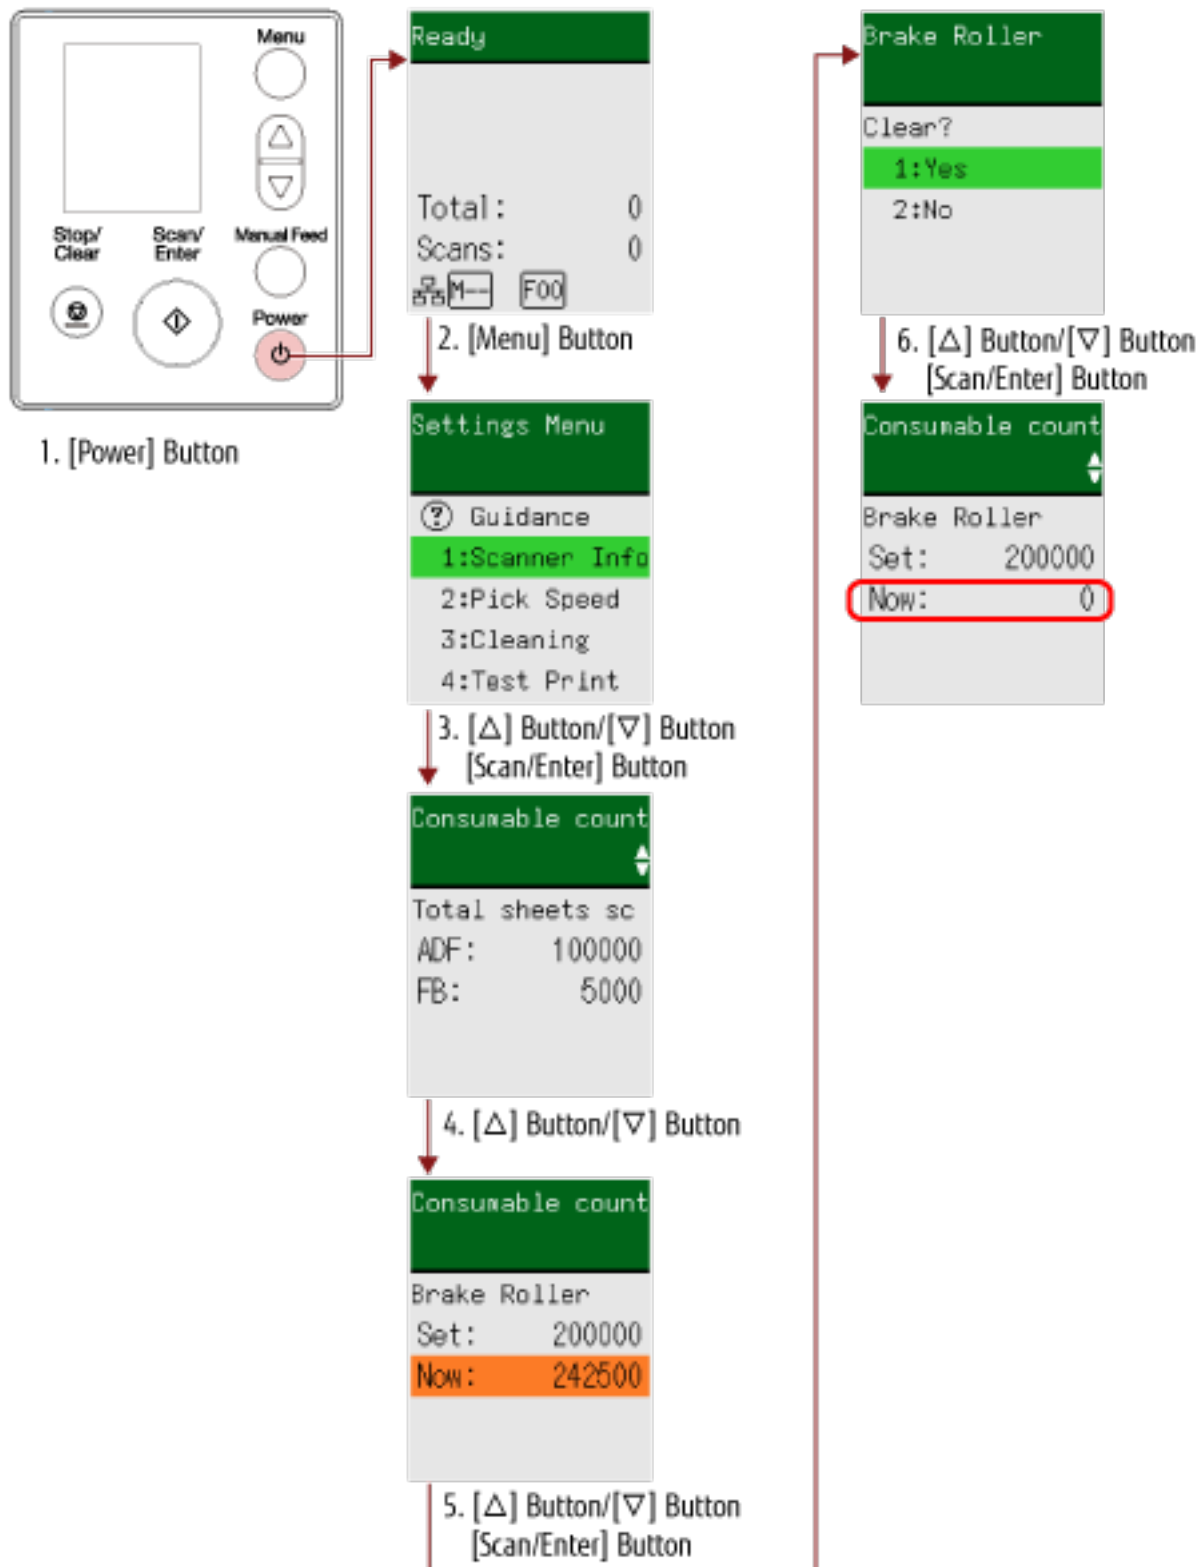 Menu
Stop/
Clear
Scan/
Enter
Manual Feed
Power
1. [Power] Button
Ready
Total: 0
Scans: 0
M-- F00
2. [Menu] Button
Settings Menu
? Guidance
1:Scanner Info
2:Pick Speed
3:Cleaning
4:Test Print
3. [△] Button/[▽] Button
[Scan/Enter] Button
Consumable count
Total sheets sc
ADF: 100000
FB: 5000
4. [△] Button/[▽] Button
Consumable count
Brake Roller
Set: 200000
Now: 242500
5. [△] Button/[▽] Button
[Scan/Enter] Button
Brake Roller
Clear?
1:Yes
2:No
6. [△] Button/[▽] Button
[Scan/Enter] Button
Consumable count
Brake Roller
Set: 200000
Now: 0